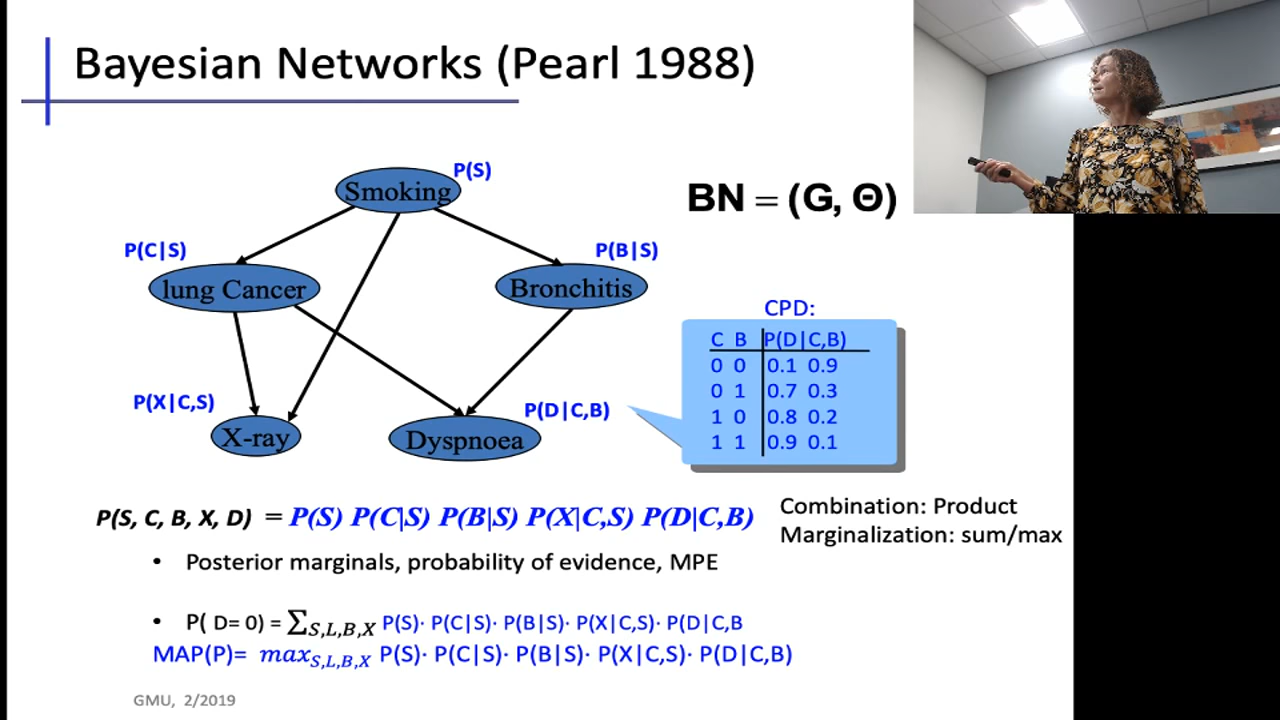 Bayesian Networks (Pearl 1988)
P(S)
Smoking
BN = (G, Θ)
P(C|S)
P(B|S)
lung Cancer
Bronchitis
CPD:
C B P(D|C,B)
0 0 0.1 0.9
0 1 0.7 0.3
1 0 0.8 0.2
1 1 0.9 0.1
P(X|C,S)
P(D|C,B)
X-ray
Dyspnoea
P(S, C, B, X, D) = P(S) P(C|S) P(B|S) P(X|C,S) P(D|C,B)
Combination: Product
Marginalization: sum/max
• Posterior marginals, probability of evidence, MPE
• P( D= 0) = ∑S,L,B,X P(S)· P(C|S)· P(B|S)· P(X|C,S)· P(D|C,B
MAP(P)= maxS,L,B,X P(S)· P(C|S)· P(B|S)· P(X|C,S)· P(D|C,B)
GMU, 2/2019